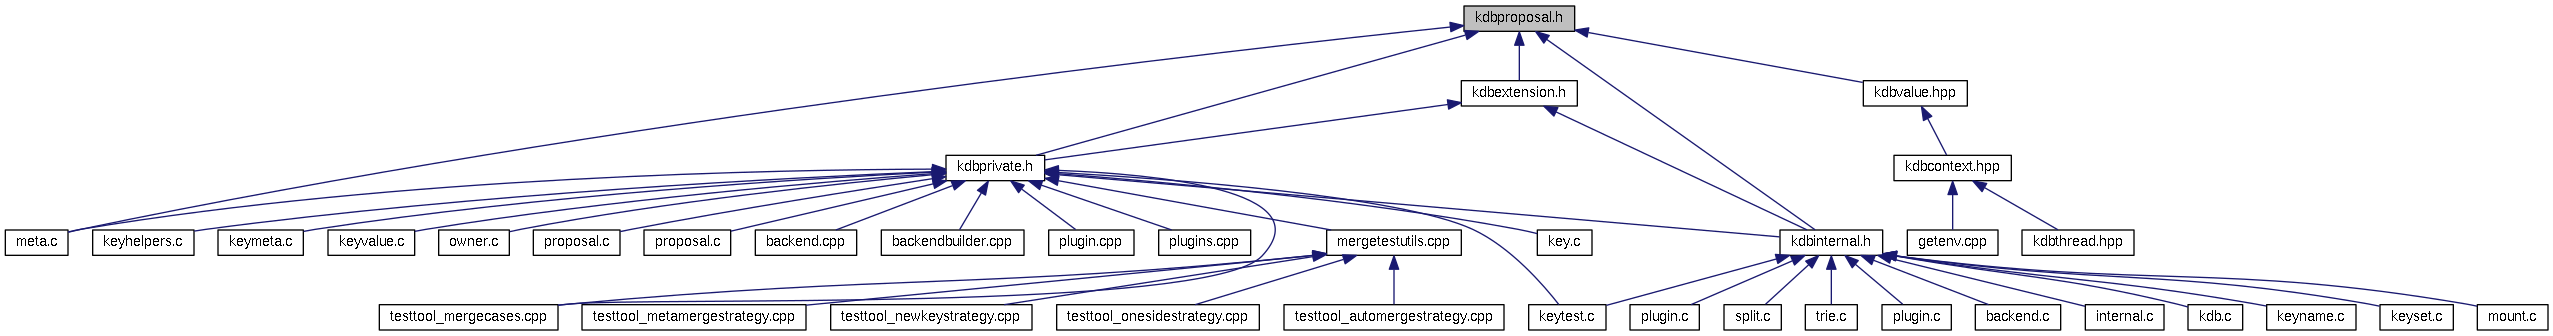 kdbproposal.h
kdbextension.h
kdbvalue.hpp
kdbprivate.h
kdbcontext.hpp
meta.c
keyhelpers.c
keymeta.c
keyvalue.c
owner.c
proposal.c
proposal.c
backend.cpp
backendbuilder.cpp
plugin.cpp
plugins.cpp
mergetestutils.cpp
key.c
kdbinternal.h
getenv.cpp
kdbthread.hpp
testtool_mergecases.cpp
testtool_metamergestrategy.cpp
testtool_newkeystrategy.cpp
testtool_onesidestrategy.cpp
testtool_automergestrategy.cpp
keytest.c
plugin.c
split.c
trie.c
plugin.c
backend.c
internal.c
kdb.c
keyname.c
keyset.c
mount.c